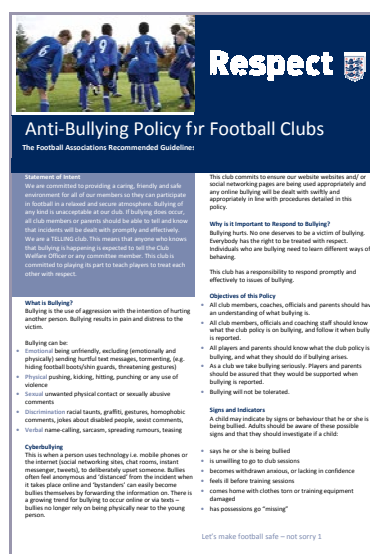 Respect
Anti-Bullying Policy for Football Clubs
The Football Associations Recommended Guidelines
Statement of Intent
We are committed to providing a caring, friendly and safe
environment for all of our members so they can participate
in football in a relaxed and secure atmosphere. Bullying of
any kind is unacceptable at our club. If bullying does occur,
all club members or parents should be able to tell and know
that incidents will be dealt with promptly and effectively.
We are a TELLING club. This means that anyone who knows
that bullying is happening is expected to tell the Club
Welfare Officer or any committee member. This club is
committed to playing its part to teach players to treat each
other with respect.
What is Bullying?
Bullying is the use of aggression with the intention of hurting
another person. Bullying results in pain and distress to the
victim.
Bullying can be:
Emotional being unfriendly, excluding (emotionally and
physically) sending hurtful text messages, tormenting, (e.g.
hiding football boots/shin guards, threatening gestures)
Physical pushing, kicking, hitting, punching or any use of
violence
Sexual unwanted physical contact or sexually abusive
comments
Discrimination racial taunts, graffiti, gestures, homophobic
comments, jokes about disabled people, sexist comments,
Verbal name-calling, sarcasm, spreading rumours, teasing
Cyberbullying
This is when a person uses technology i.e. mobile phones or
the internet (social networking sites, chat rooms, instant
messenger, tweets), to deliberately upset someone. Bullies
often feel anonymous and 'distanced' from the incident when
it takes place online and 'bystanders' can easily become
bullies themselves by forwarding the information on. There is
a growing trend for bullying to occur online or via texts –
bullies no longer rely on being physically near to the young
person.
This club commits to ensure our website websites and/ or
social networking pages are being used appropriately and
any online bullying will be dealt with swiftly and
appropriately in line with procedures detailed in this
policy.
Why is it Important to Respond to Bullying?
Bullying hurts. No one deserves to be a victim of bullying.
Everybody has the right to be treated with respect.
Individuals who are bullying need to learn different ways of
behaving.
This club has a responsibility to respond promptly and
effectively to issues of bullying.
Objectives of this Policy
All club members, coaches, officials and parents should hav
an understanding of what bullying is.
All club members, officials and coaching staff should know
what the club policy is on bullying, and follow it when bully
is reported.
All players and parents should know what the club policy is
bullying, and what they should do if bullying arises.
As a club we take bullying seriously. Players and parents
should be assured that they would be supported when
bullying is reported.
Bullying will not be tolerated.
Signs and Indicators
A child may indicate by signs or behaviour that he or she is
being bullied. Adults should be aware of these possible
signs and that they should investigate if a child:
says he or she is being bullied
is unwilling to go to club sessions
becomes withdrawn anxious, or lacking in confidence
feels ill before training sessions
comes home with clothes torn or training equipment
damaged
has possessions go "missing"
Let's make football safe – not sorry 1